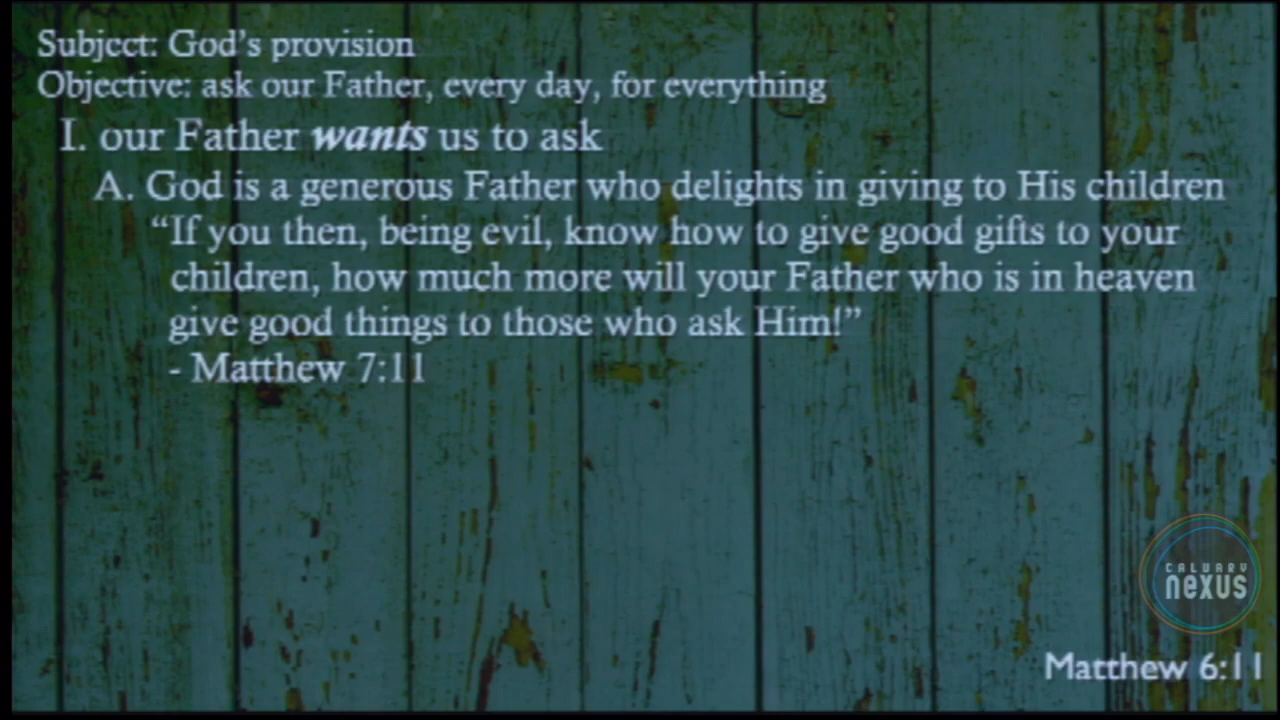 Subject: God's provision
Objective: ask our Father, every day, for everything
I. our Father wants us to ask
A. God is a generous Father who delights in giving to His children
“If you then, being evil, know how to give good gifts to your
children, how much more will your Father who is in heaven
give good things to those who ask Him!”
- Matthew 7:11
CALVARY
nexus
Matthew 6:11